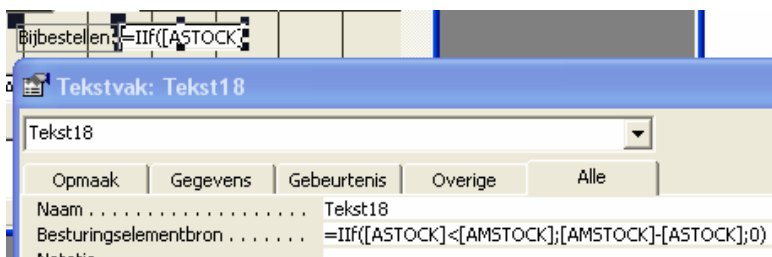 Bijbestellen =IIf([ASTOCK]
Tekstvak: Tekst18
Tekst18
Opmaak Gegevens Gebeurtenis Overige Alle
Naam . . . . . . . . . . . . . . . . . . . Tekst18
Besturingselementbron . . . . . . . =IIf([ASTOCK]<[AMSTOCK];[AMSTOCK]-[ASTOCK];0)